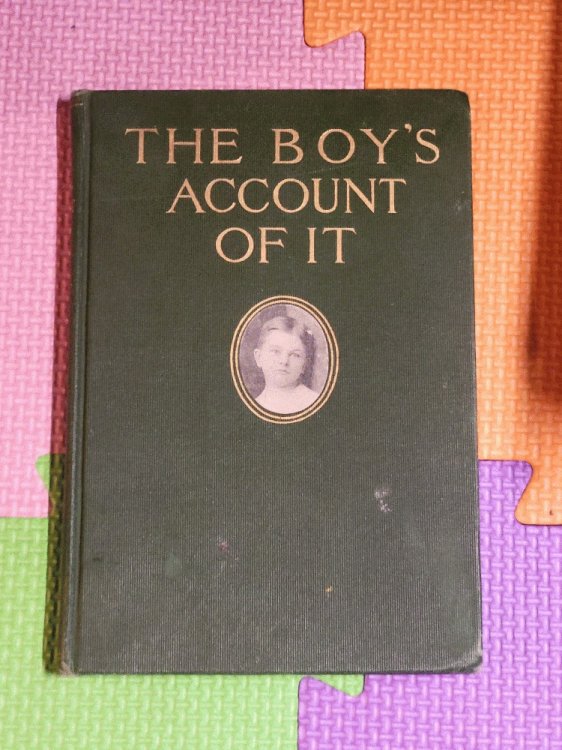 THE BOY'S
ACCOUNT
OF IT